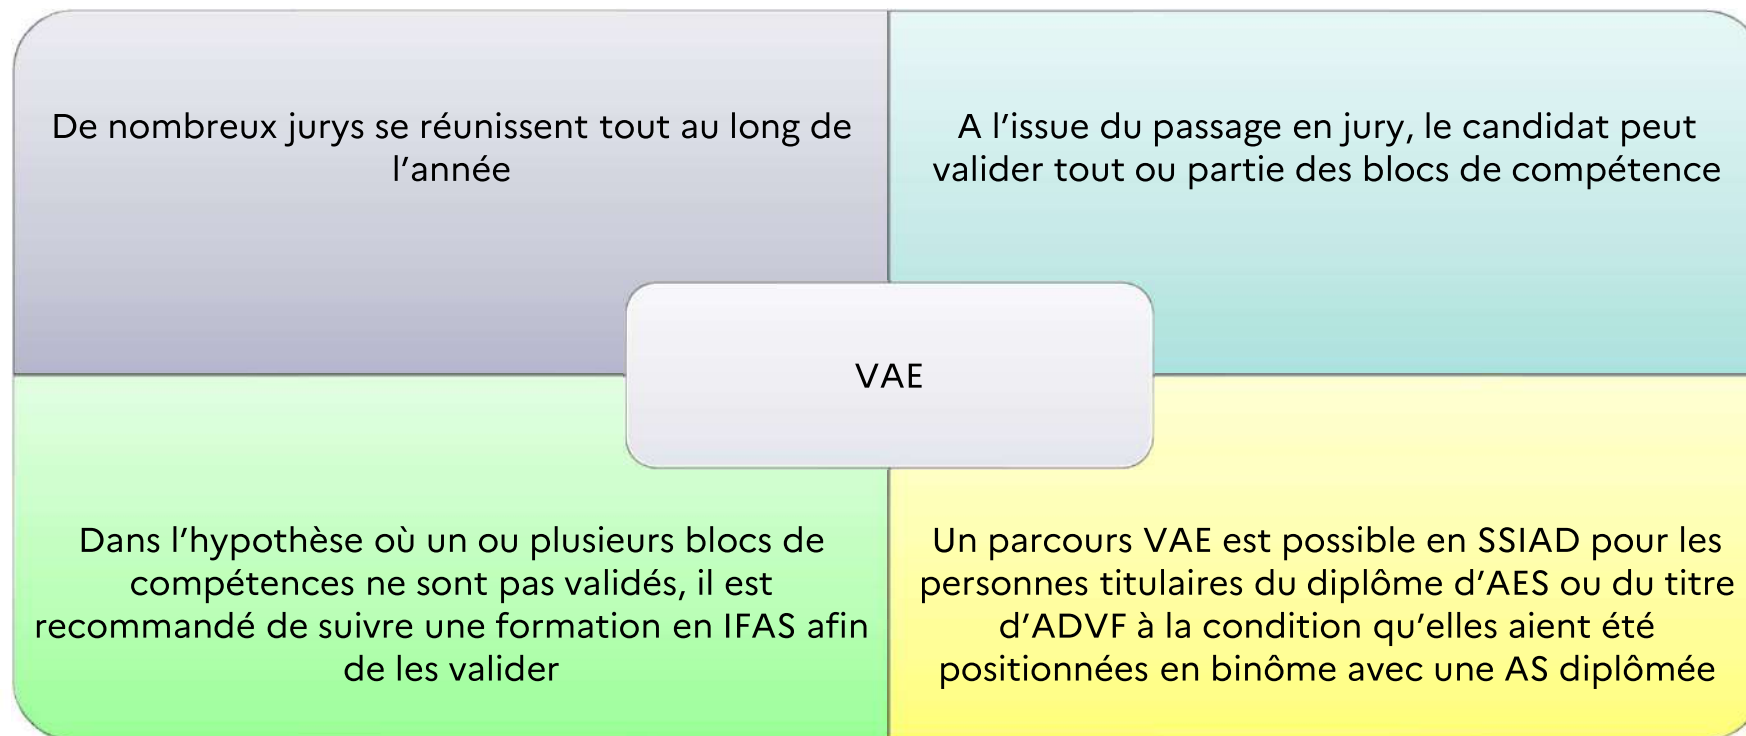 De nombreux jurys se réunissent tout au long de
l'année
A l'issue du passage en jury, le candidat peut
valider tout ou partie des blocs de compétence
VAE
Dans l'hypothèse où un ou plusieurs blocs de
compétences ne sont pas validés, il est
recommandé de suivre une formation en IFAS afin
de les valider
Un parcours VAE est possible en SSIAD pour les
personnes titulaires du diplôme d'AES ou du titre
d'ADVF à la condition qu'elles aient été
positionnées en binôme avec une AS diplômée